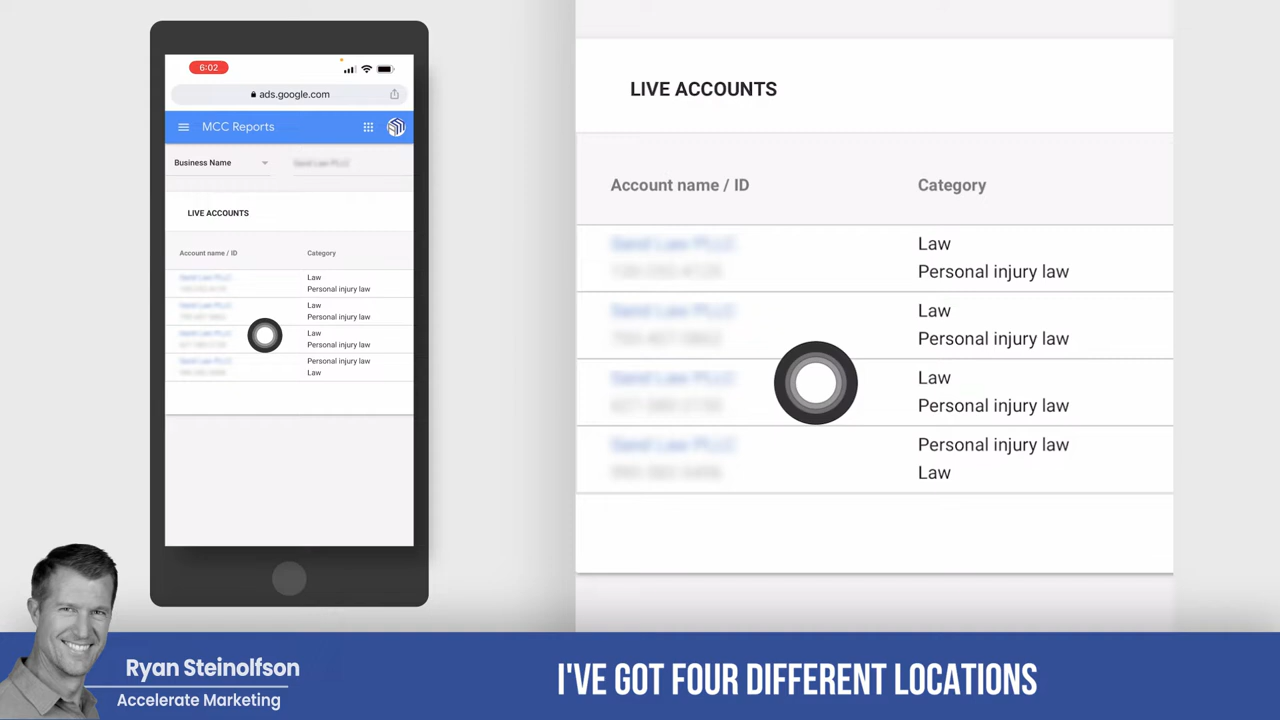 6:02
ads.google.com
MCC Reports
Business Name
LIVE ACCOUNTS
Account name / ID Category
Law
Personal injury law
Law
Personal injury law
Law
Personal injury law
Personal injury law
Law
LIVE ACCOUNTS
Account name / ID Category
Law
Personal injury law
Law
Personal injury law
Law
Personal injury law
Personal injury law
Law
Ryan Steinolfson
Accelerate Marketing
I'VE GOT FOUR DIFFERENT LOCATIONS